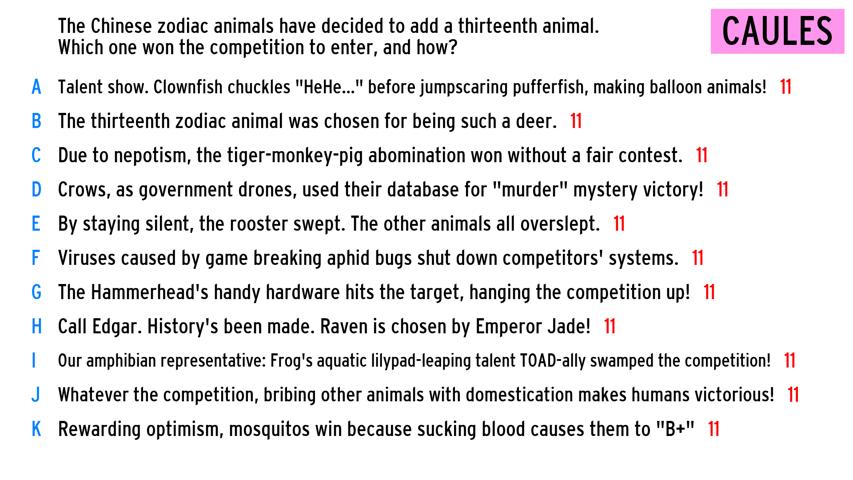 The Chinese zodiac animals have decided to add a thirteenth animal.
Which one won the competition to enter, and how?
CAULES
A Talent show. Clownfish chuckles "HeHe..." before jumpscaring pufferfish, making balloon animals! 11
B The thirteenth zodiac animal was chosen for being such a deer. 11
C Due to nepotism, the tiger-monkey-pig abomination won without a fair contest. 11
D Crows, as government drones, used their database for "murder" mystery victory! 11
E By staying silent, the rooster swept. The other animals all overslept. 11
F Viruses caused by game breaking aphid bugs shut down competitors' systems. 11
G The Hammerhead's handy hardware hits the target, hanging the competition up! 11
H Call Edgar. History's been made. Raven is chosen by Emperor Jade! 11
I Our amphibian representative: Frog's aquatic lilypad-leaping talent TOAD-ally swamped the competition! 11
J Whatever the competition, bribing other animals with domestication makes humans victorious! 11
K Rewarding optimism, mosquitos win because sucking blood causes them to "B+" 11